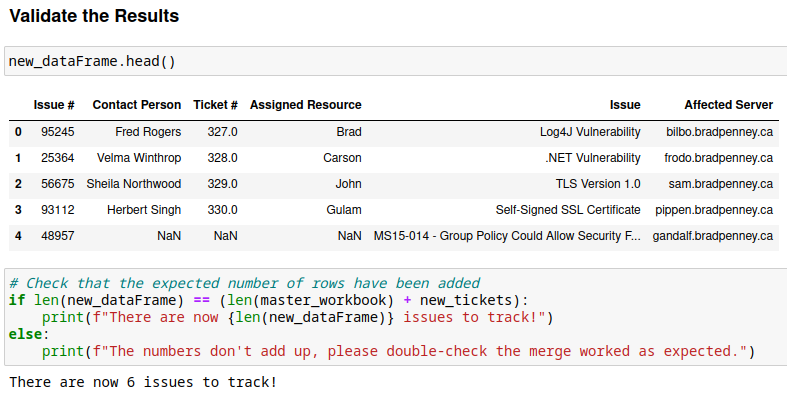 Validate the Results
new_dataFrame.head()
Issue # Contact Person Ticket # Assigned Resource Issue Affected Server
0 95245 Fred Rogers 327.0 Brad Log4J Vulnerability bilbo.bradpenney.ca
1 25364 Velma Winthrop 328.0 Carson .NET Vulnerability frodo.bradpenney.ca
2 56675 Sheila Northwood 329.0 John TLS Version 1.0 sam.bradpenney.ca
3 93112 Herbert Singh 330.0 Gulam Self-Signed SSL Certificate pippen.bradpenney.ca
4 48957 NaN NaN NaN MS15-014 - Group Policy Could Allow Security F... gandalf.bradpenney.ca
# Check that the expected number of rows have been added
if len(new_dataFrame) == (len(master_workbook) + new_tickets):
    print(f"There are now {len(new_dataFrame)} issues to track!")
else:
    print(f"The numbers don't add up, please double-check the merge worked as expected.")
There are now 6 issues to track!